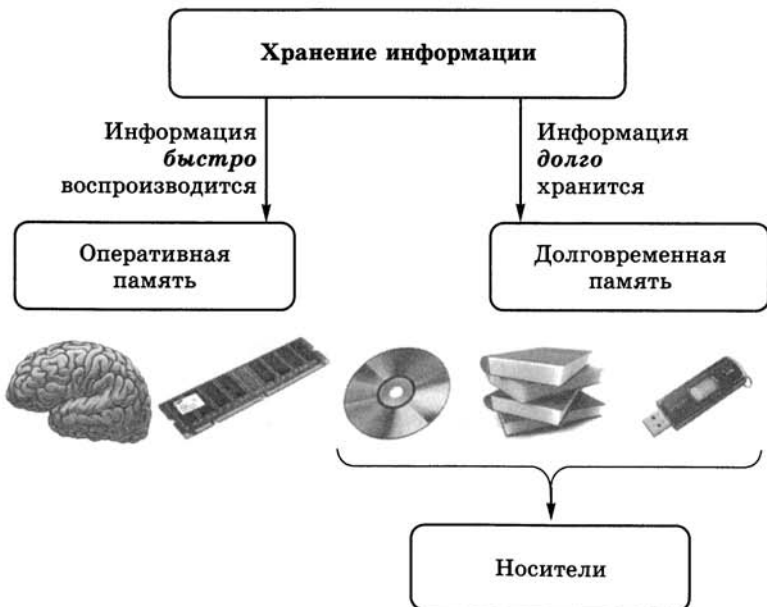 Хранение информации
Информация
быстро
воспроизводится
Информация
долго
хранится
Оперативная
память
Долговременная
память
Носители